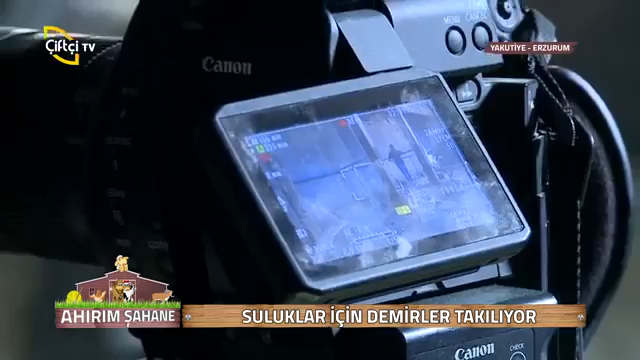 Çiftçi TV
MENU
YAKUTİYE - ERZURUM
Canon
AHIRIM ŞAHANE
SULUKLAR İÇİN DEMİRLER TAKILIYOR
Canon
CHECK